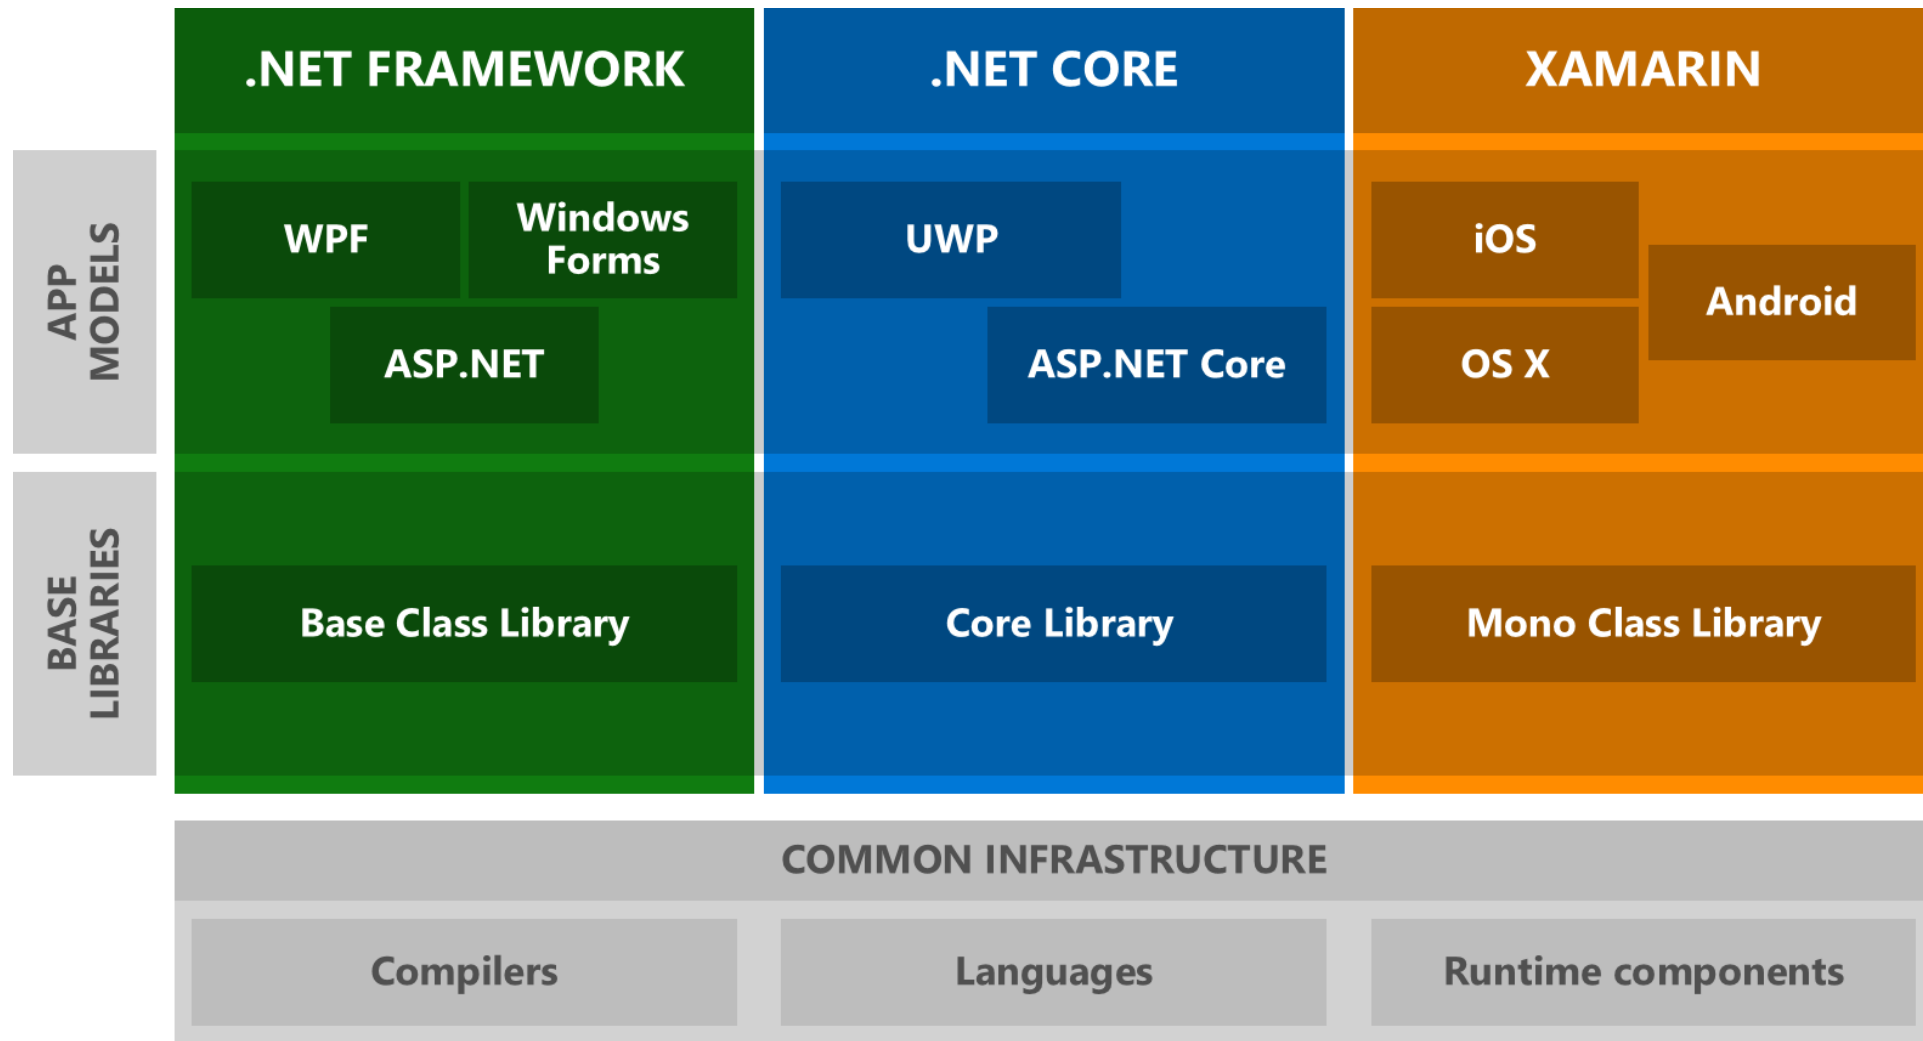 .NET FRAMEWORK
.NET CORE
XAMARIN
APP
MODELS
WPF
Windows
Forms
ASP.NET
UWP
ASP.NET Core
iOS
Android
OS X
BASE
LIBRARIES
Base Class Library
Core Library
Mono Class Library
COMMON INFRASTRUCTURE
Compilers
Languages
Runtime components